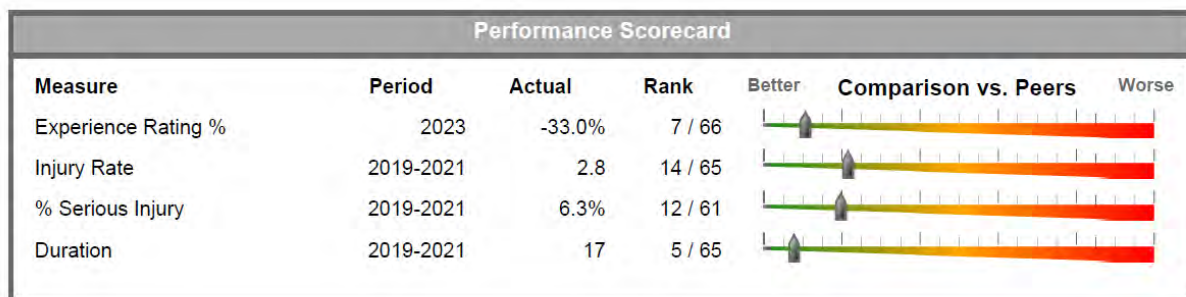 Performance Scorecard
Measure Period Actual Rank Better Comparison vs. Peers Worse
Experience Rating % 2023 -33.0% 7 / 66
Injury Rate 2019-2021 2.8 14 / 65
% Serious Injury 2019-2021 6.3% 12 / 61
Duration 2019-2021 17 5 / 65